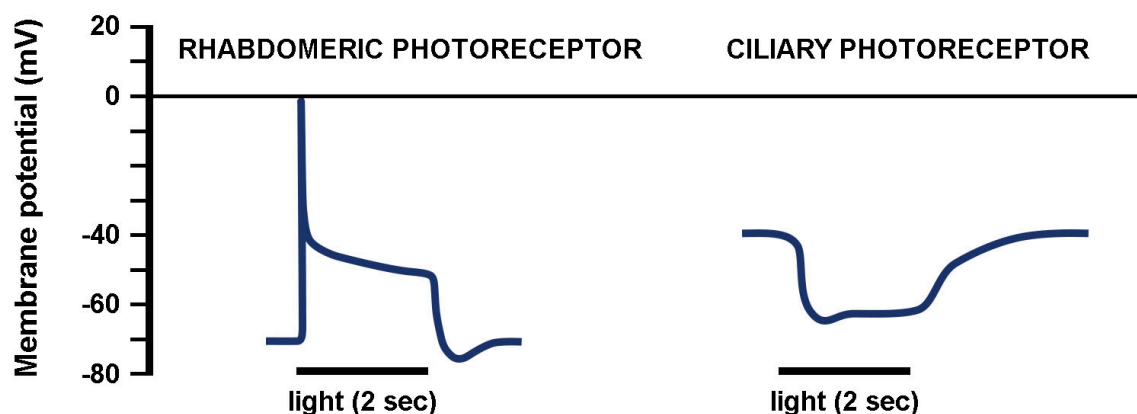 Membrane potential (mV)
20
0
-40
-60
-80
RHABDOMERIC PHOTORECEPTOR
CILIARY PHOTORECEPTOR
light (2 sec)
light (2 sec)